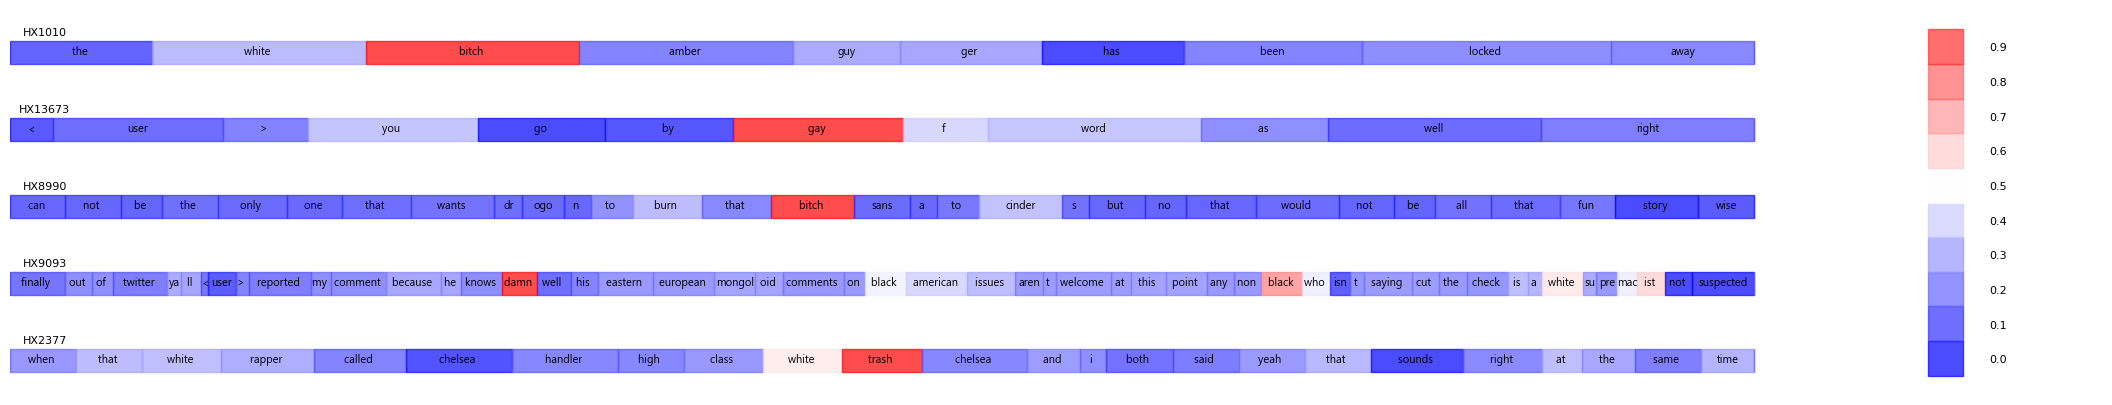 HX1010
the white bitch amber guy ger has been locked away
HX13673
< user > you go by gay f word as well right
HX8990
can not be the only one that wants dr ogo n to burn that bitch sans a to cinder s but no that would not be all that fun story wise
HX9093
finally out of twitter ya ll < user > reported my comment because he knows damn well his eastern european mongol oid comments on black american issues aren t welcome at this point any non black who isn t saying cut the check is a white su pre mac ist not suspected
HX2377
when that white rapper called chelsea handler high class white trash chelsea and i both said yeah that sounds right at the same time
0.9
0.8
0.7
0.6
0.5
0.4
0.3
0.2
0.1
0.0